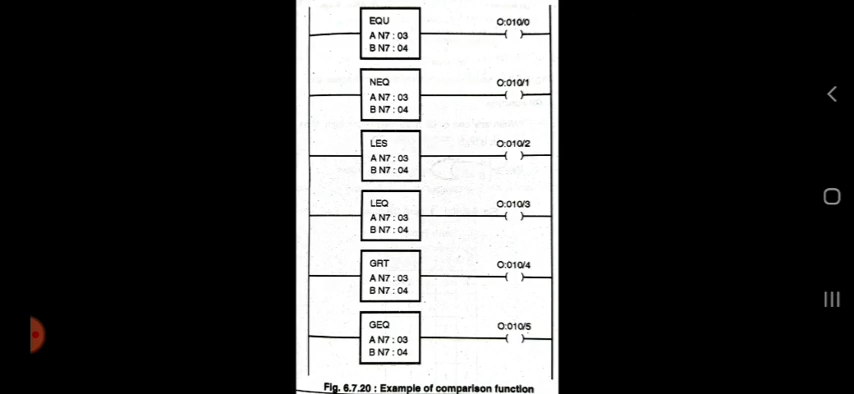 EQU
A N7 : 03
B N7 : 04
O:010/0
NEQ
A N7 : 03
B N7 : 04
O:010/1
LES
A N7 : 03
B N7 : 04
O:010/2
LEQ
A N7 : 03
B N7 : 04
O:010/3
GRT
A N7 : 03
B N7 : 04
O:010/4
GEQ
A N7 : 03
B N7 : 04
O:010/5
Fig. 6.7.20 : Example of comparison function